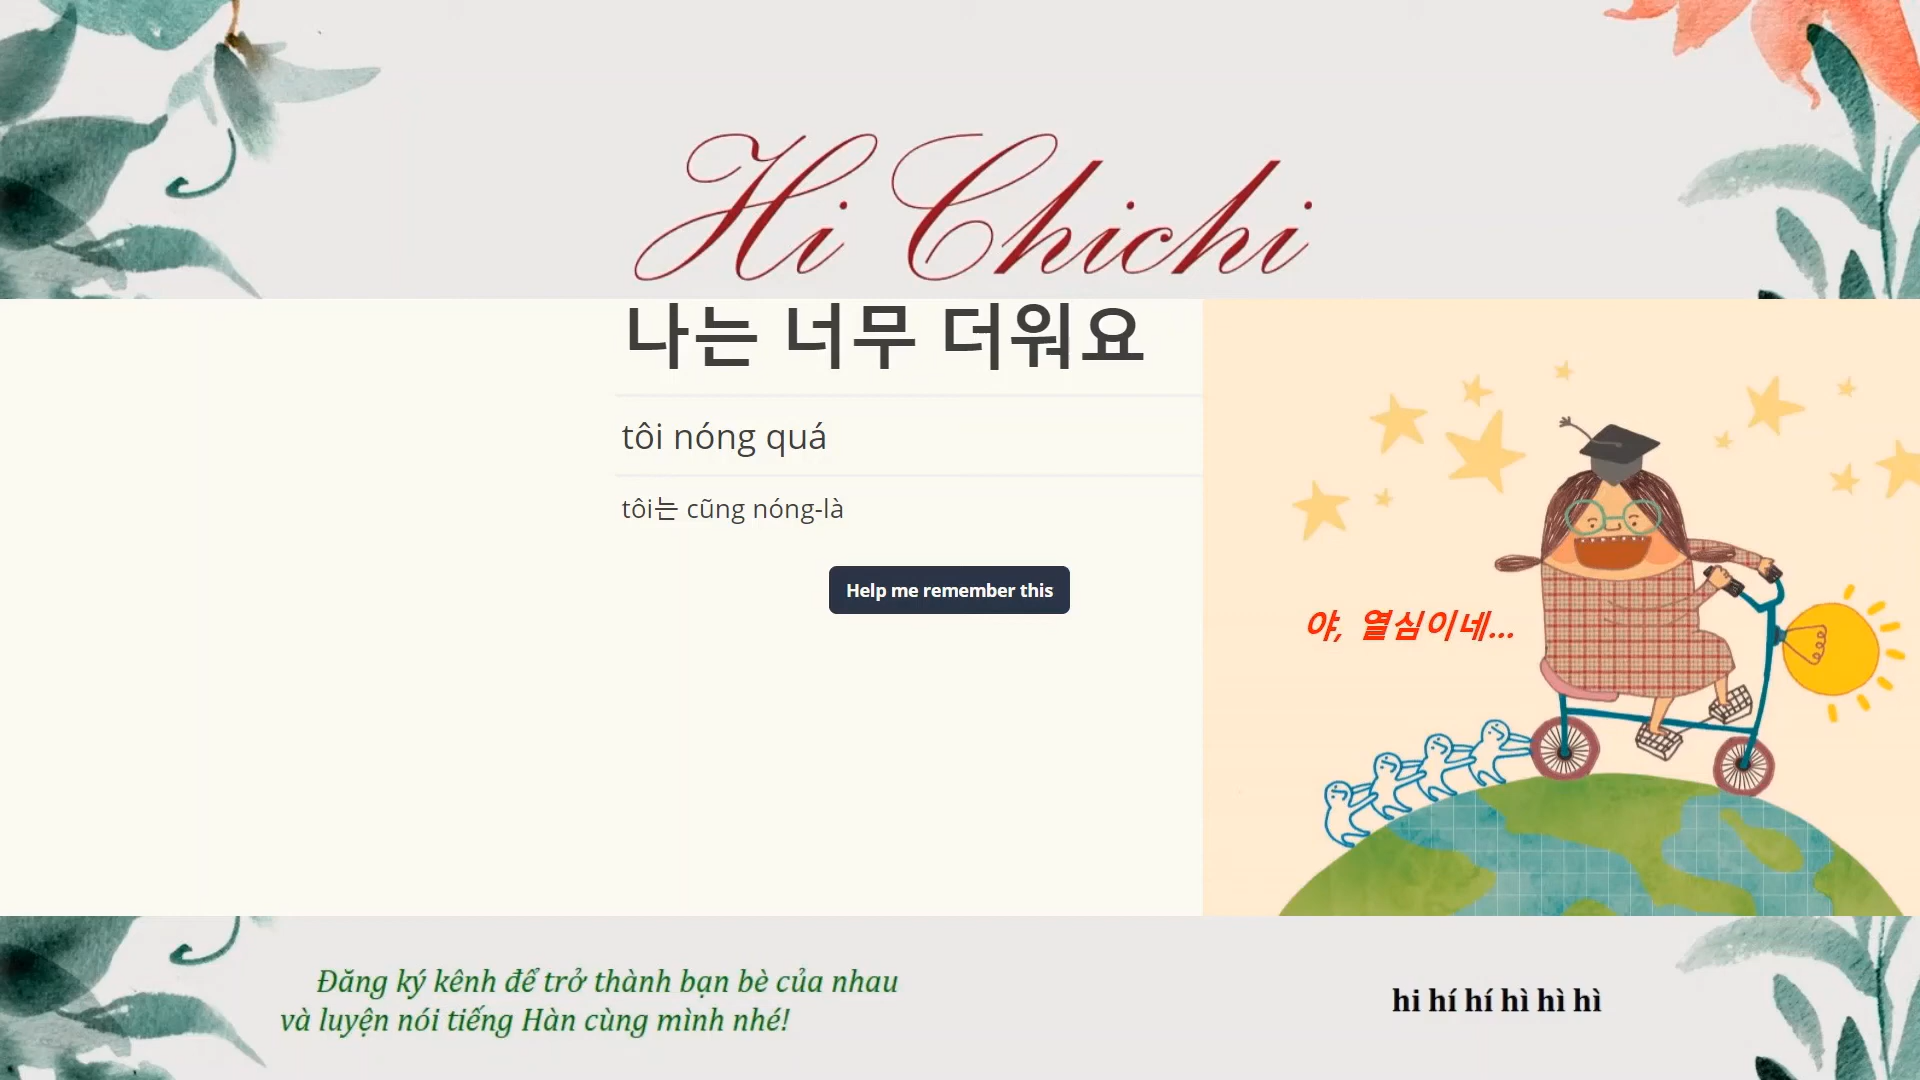 Hi Chichi
나는 너무 더워요
tôi nóng quá
tôi는 cũng nóng-là
Help me remember this
야, 열심이네...
Đăng ký kênh để trở thành bạn bè của nhau
và luyện nói tiếng Hàn cùng mình nhé!
hi hí hí hì hì hì